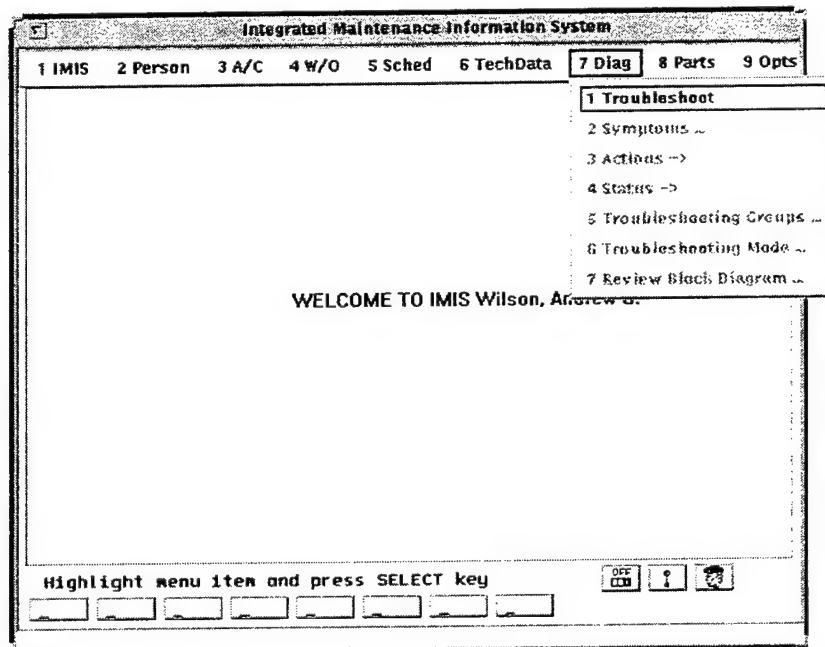 Integrated Maintenance Information System
1 IMIS 2 Person 3 A/C 4 W/O 5 Sched 6 TechData 7 Diag 8 Parts 9 Opts
1 Troubleshoot
2 Symptoms ...
3 Actions ->
4 Status ->
5 Troubleshooting Groups ...
6 Troubleshooting Mode ...
7 Review Block Diagram ...
WELCOME TO IMIS Wilson, Andrew
Highlight menu item and press SELECT key
OFF